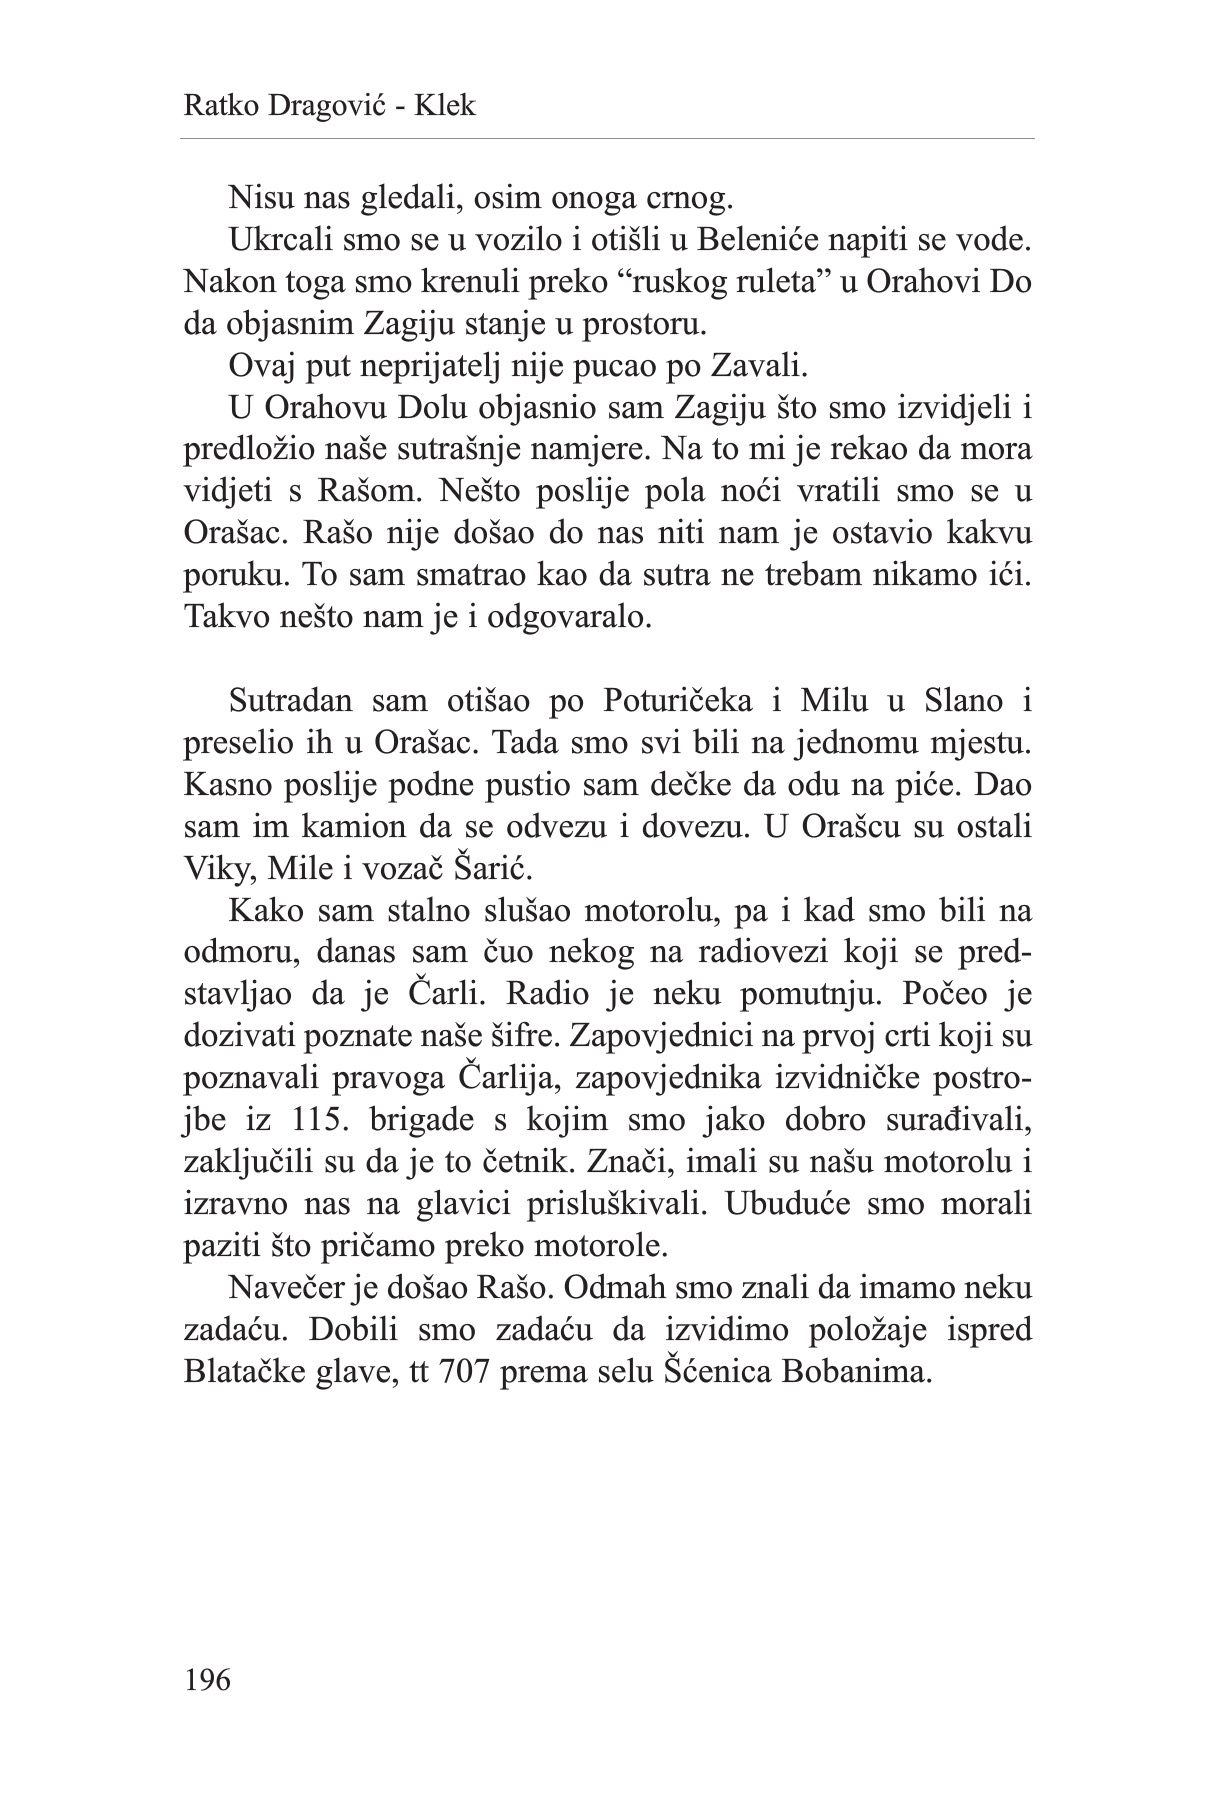 Ratko Dragović - Klek
Nisu nas gledali, osim onoga crnog.
Ukrcali smo se u vozilo i otišli u Beleniće napiti se vode.
Nakon toga smo krenuli preko “ruskog ruleta” u Orahovi Do
da objasnim Zagiju stanje u prostoru.
Ovaj put neprijatelj nije pucao po Zavali.
U Orahovu Dolu objasnio sam Zagiju što smo izvidjeli i
predložio naše sutrašnje namjere. Na to mi je rekao da mora
vidjeti s Rašom. Nešto poslije pola noći vratili smo se u
Orašac. Rašo nije došao do nas niti nam je ostavio kakvu
poruku. To sam smatrao kao da sutra ne trebam nikamo ići.
Takvo nešto nam je i odgovaralo.
Sutradan sam otišao po Poturičeka i Milu u Slano i
preselio ih u Orašac. Tada smo svi bili na jednomu mjestu.
Kasno poslije podne pustio sam dečke da odu na piće. Dao
sam im kamion da se odvezu i dovezu. U Orašcu su ostali
Viky, Mile i vozač Šarić.
Kako sam stalno slušao motorolu, pa i kad smo bili na
odmoru, danas sam čuo nekog na radiovezi koji se pred-
stavljao da je Čarli. Radio je neku pomutnju. Počeo je
dozivati poznate naše šifre. Zapovjednici na prvoj crti koji su
poznavali pravoga Čarlija, zapovjednika izvidničke postro-
jbe iz 115. brigade s kojim smo jako dobro surađivali,
zaključili su da je to četnik. Znači, imali su našu motorolu i
izravno nas na glavici prisluškivali. Ubuduće smo morali
paziti što pričamo preko motorole.
Navečer je došao Rašo. Odmah smo znali da imamo neku
zadaću. Dobili smo zadaću da izvidimo položaje ispred
Blatačke glave, tt 707 prema selu Šćenica Bobanima.
196